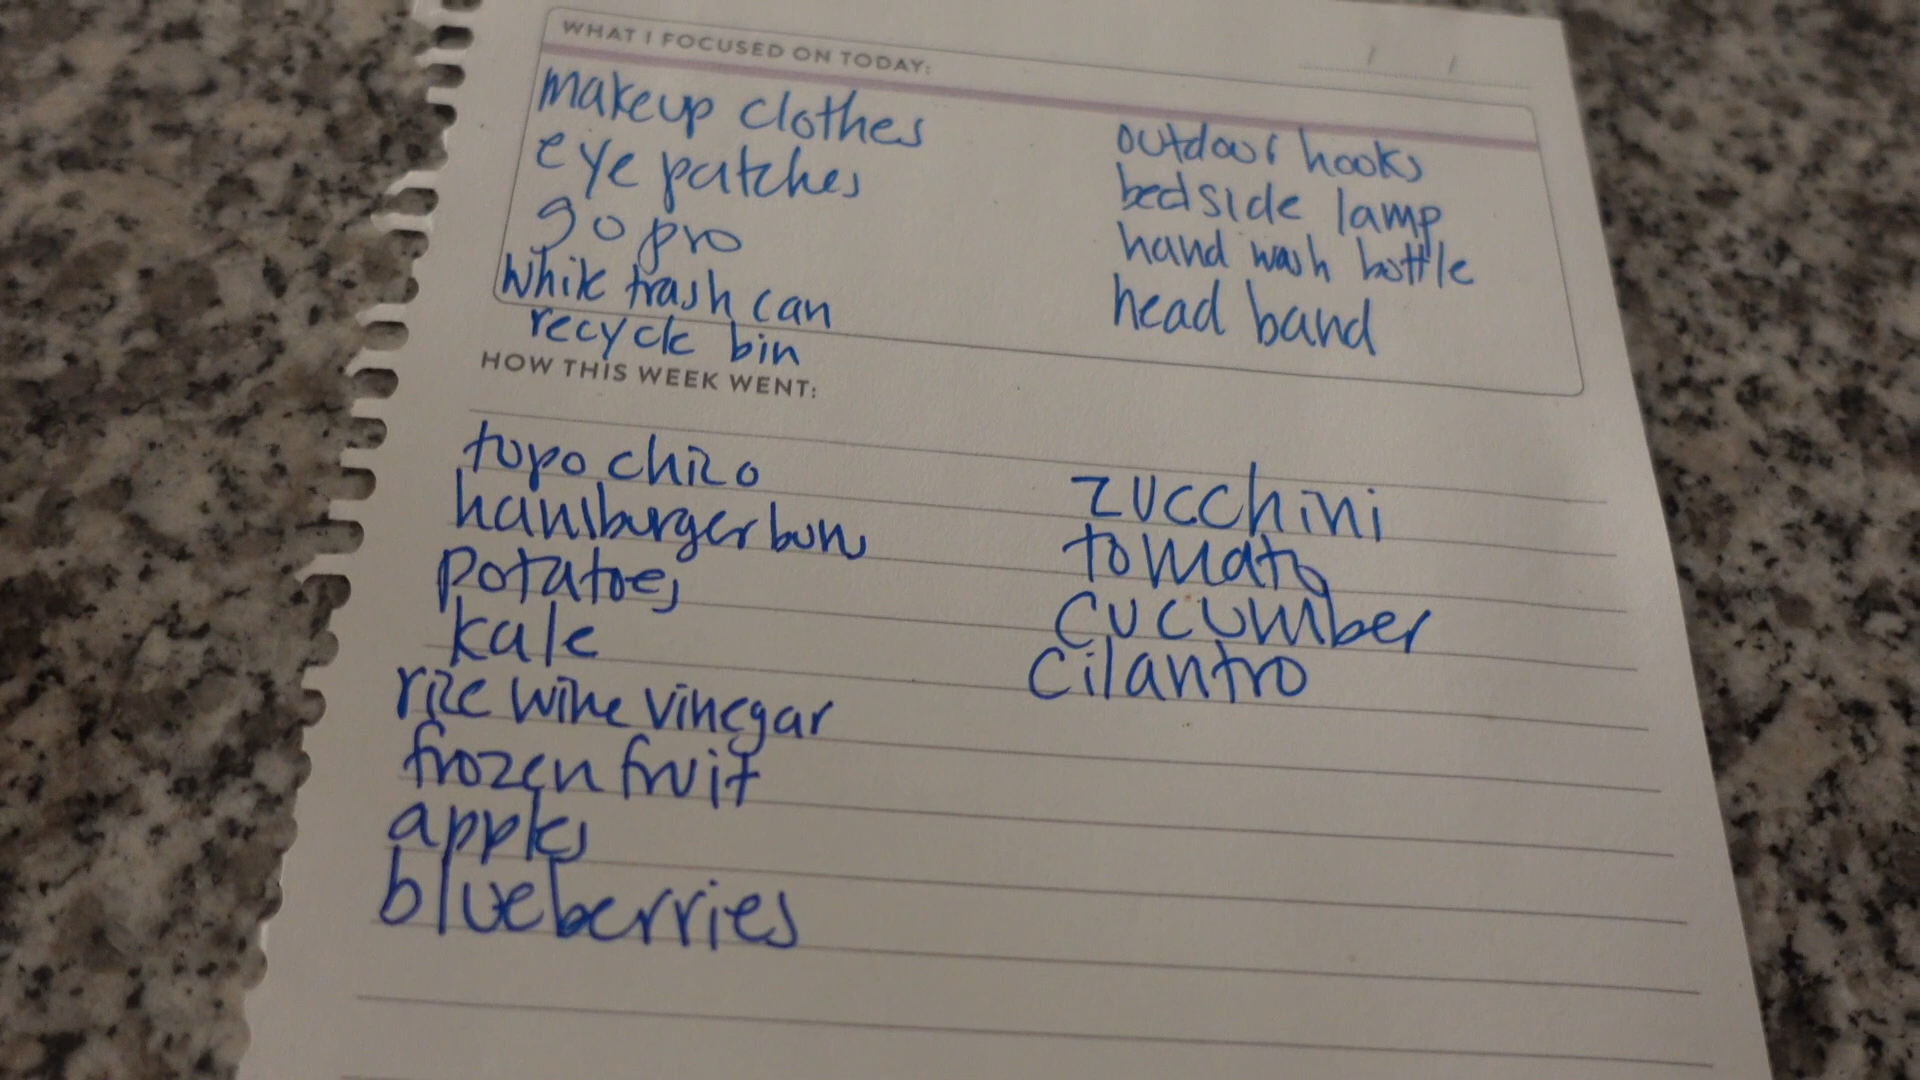 WHAT I FOCUSED ON TODAY:
/ /
makeup clothes
eye patches
go pro
white trash can
recycle bin
outdoor hooks
bedside lamp
hand wash bottle
head band
HOW THIS WEEK WENT:
topo chico
hamburger buns
potatoes
kale
rice wine vinegar
frozen fruit
apples
blueberries
zucchini
tomato
cucumber
cilantro